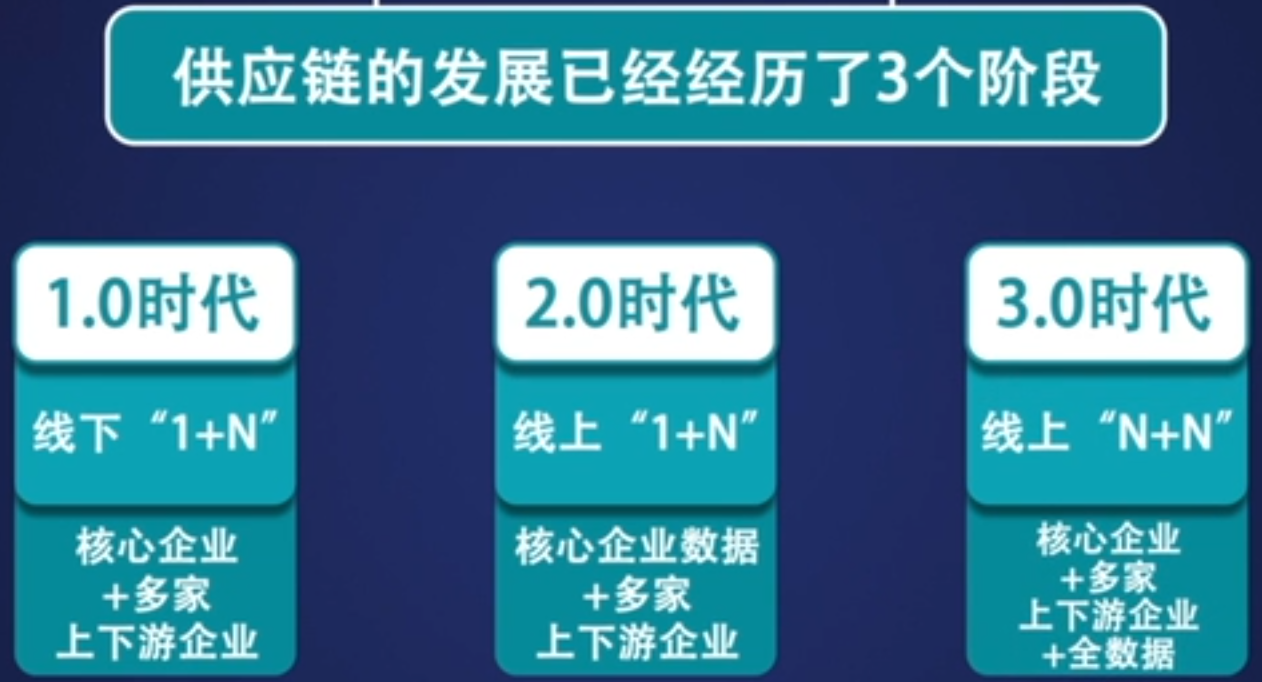 供应链的发展已经经历了3个阶段
1.0时代
线下“1+N”
核心企业
+多家
上下游企业
2.0时代
线上“1+N”
核心企业数据
+多家
上下游企业
3.0时代
线上“N+N”
核心企业
+多家
上下游企业
+全数据